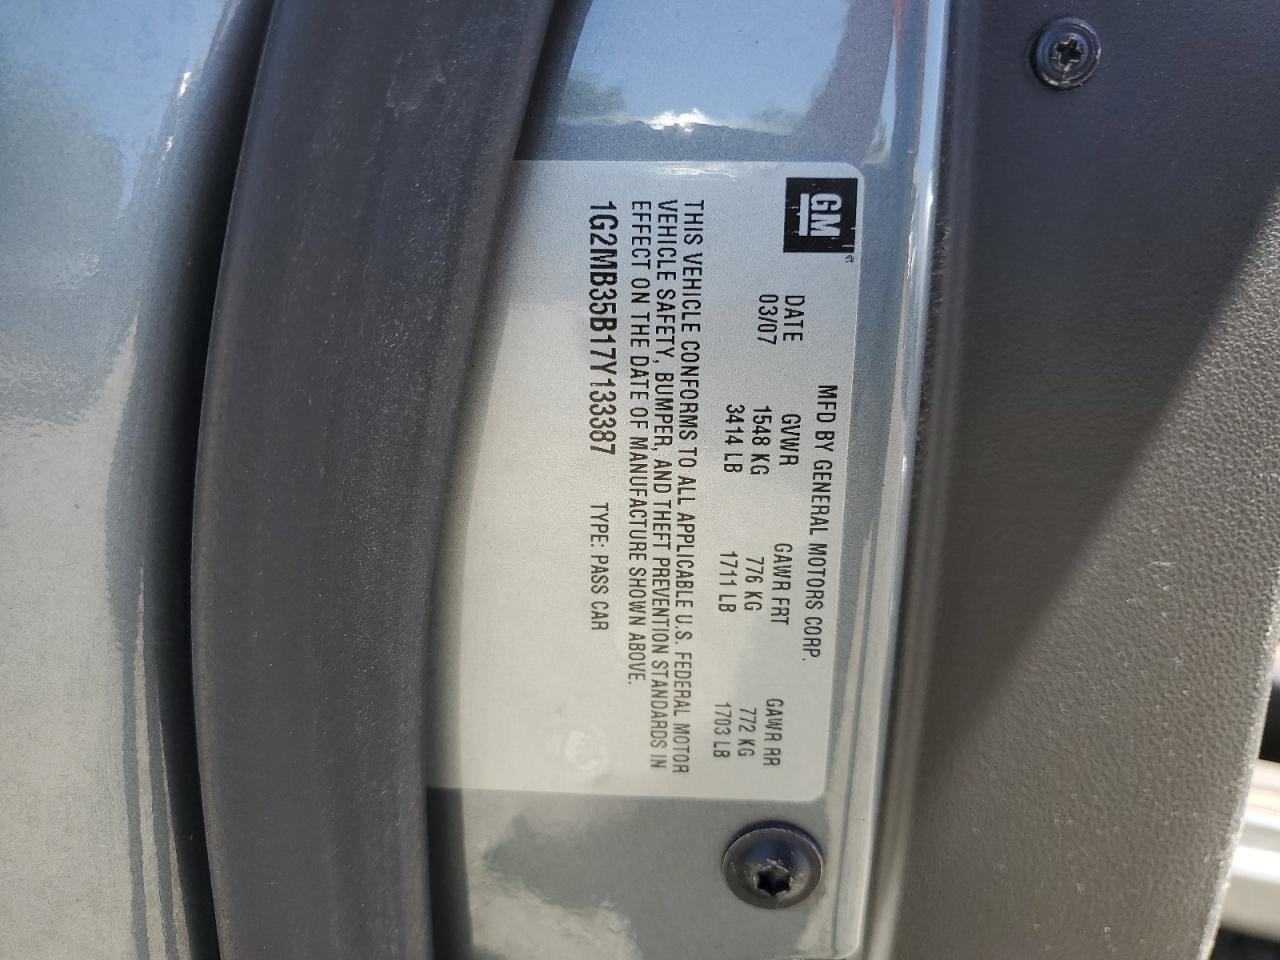 GM
MFD BY GENERAL MOTORS CORP.
DATE GVWR GAWR FRT GAWR RR
03/07 1548 KG 776 KG 772 KG
3414 LB 1711 LB 1703 LB
THIS VEHICLE CONFORMS TO ALL APPLICABLE U.S. FEDERAL MOTOR
VEHICLE SAFETY, BUMPER, AND THEFT PREVENTION STANDARDS IN
EFFECT ON THE DATE OF MANUFACTURE SHOWN ABOVE.
1G2MB35B17Y133387 TYPE: PASS CAR